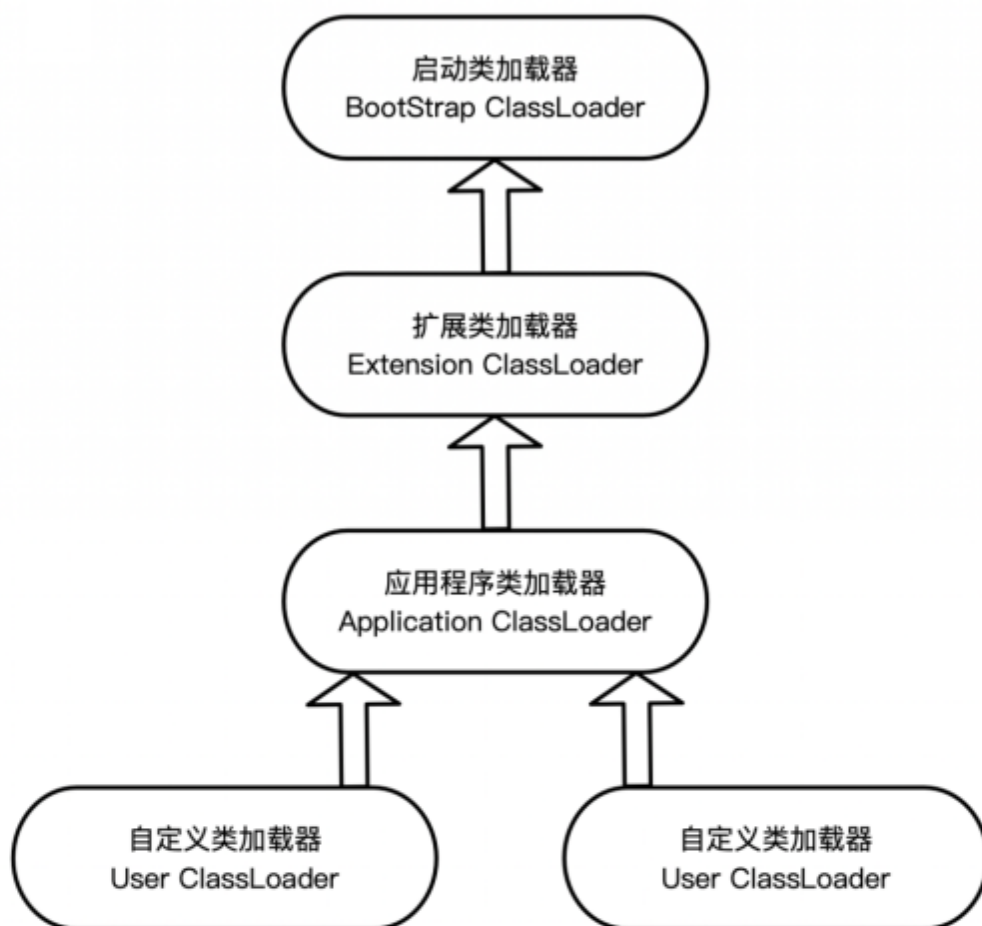 启动类加载器
BootStrap ClassLoader
扩展类加载器
Extension ClassLoader
应用程序类加载器
Application ClassLoader
自定义类加载器
User ClassLoader
自定义类加载器
User ClassLoader